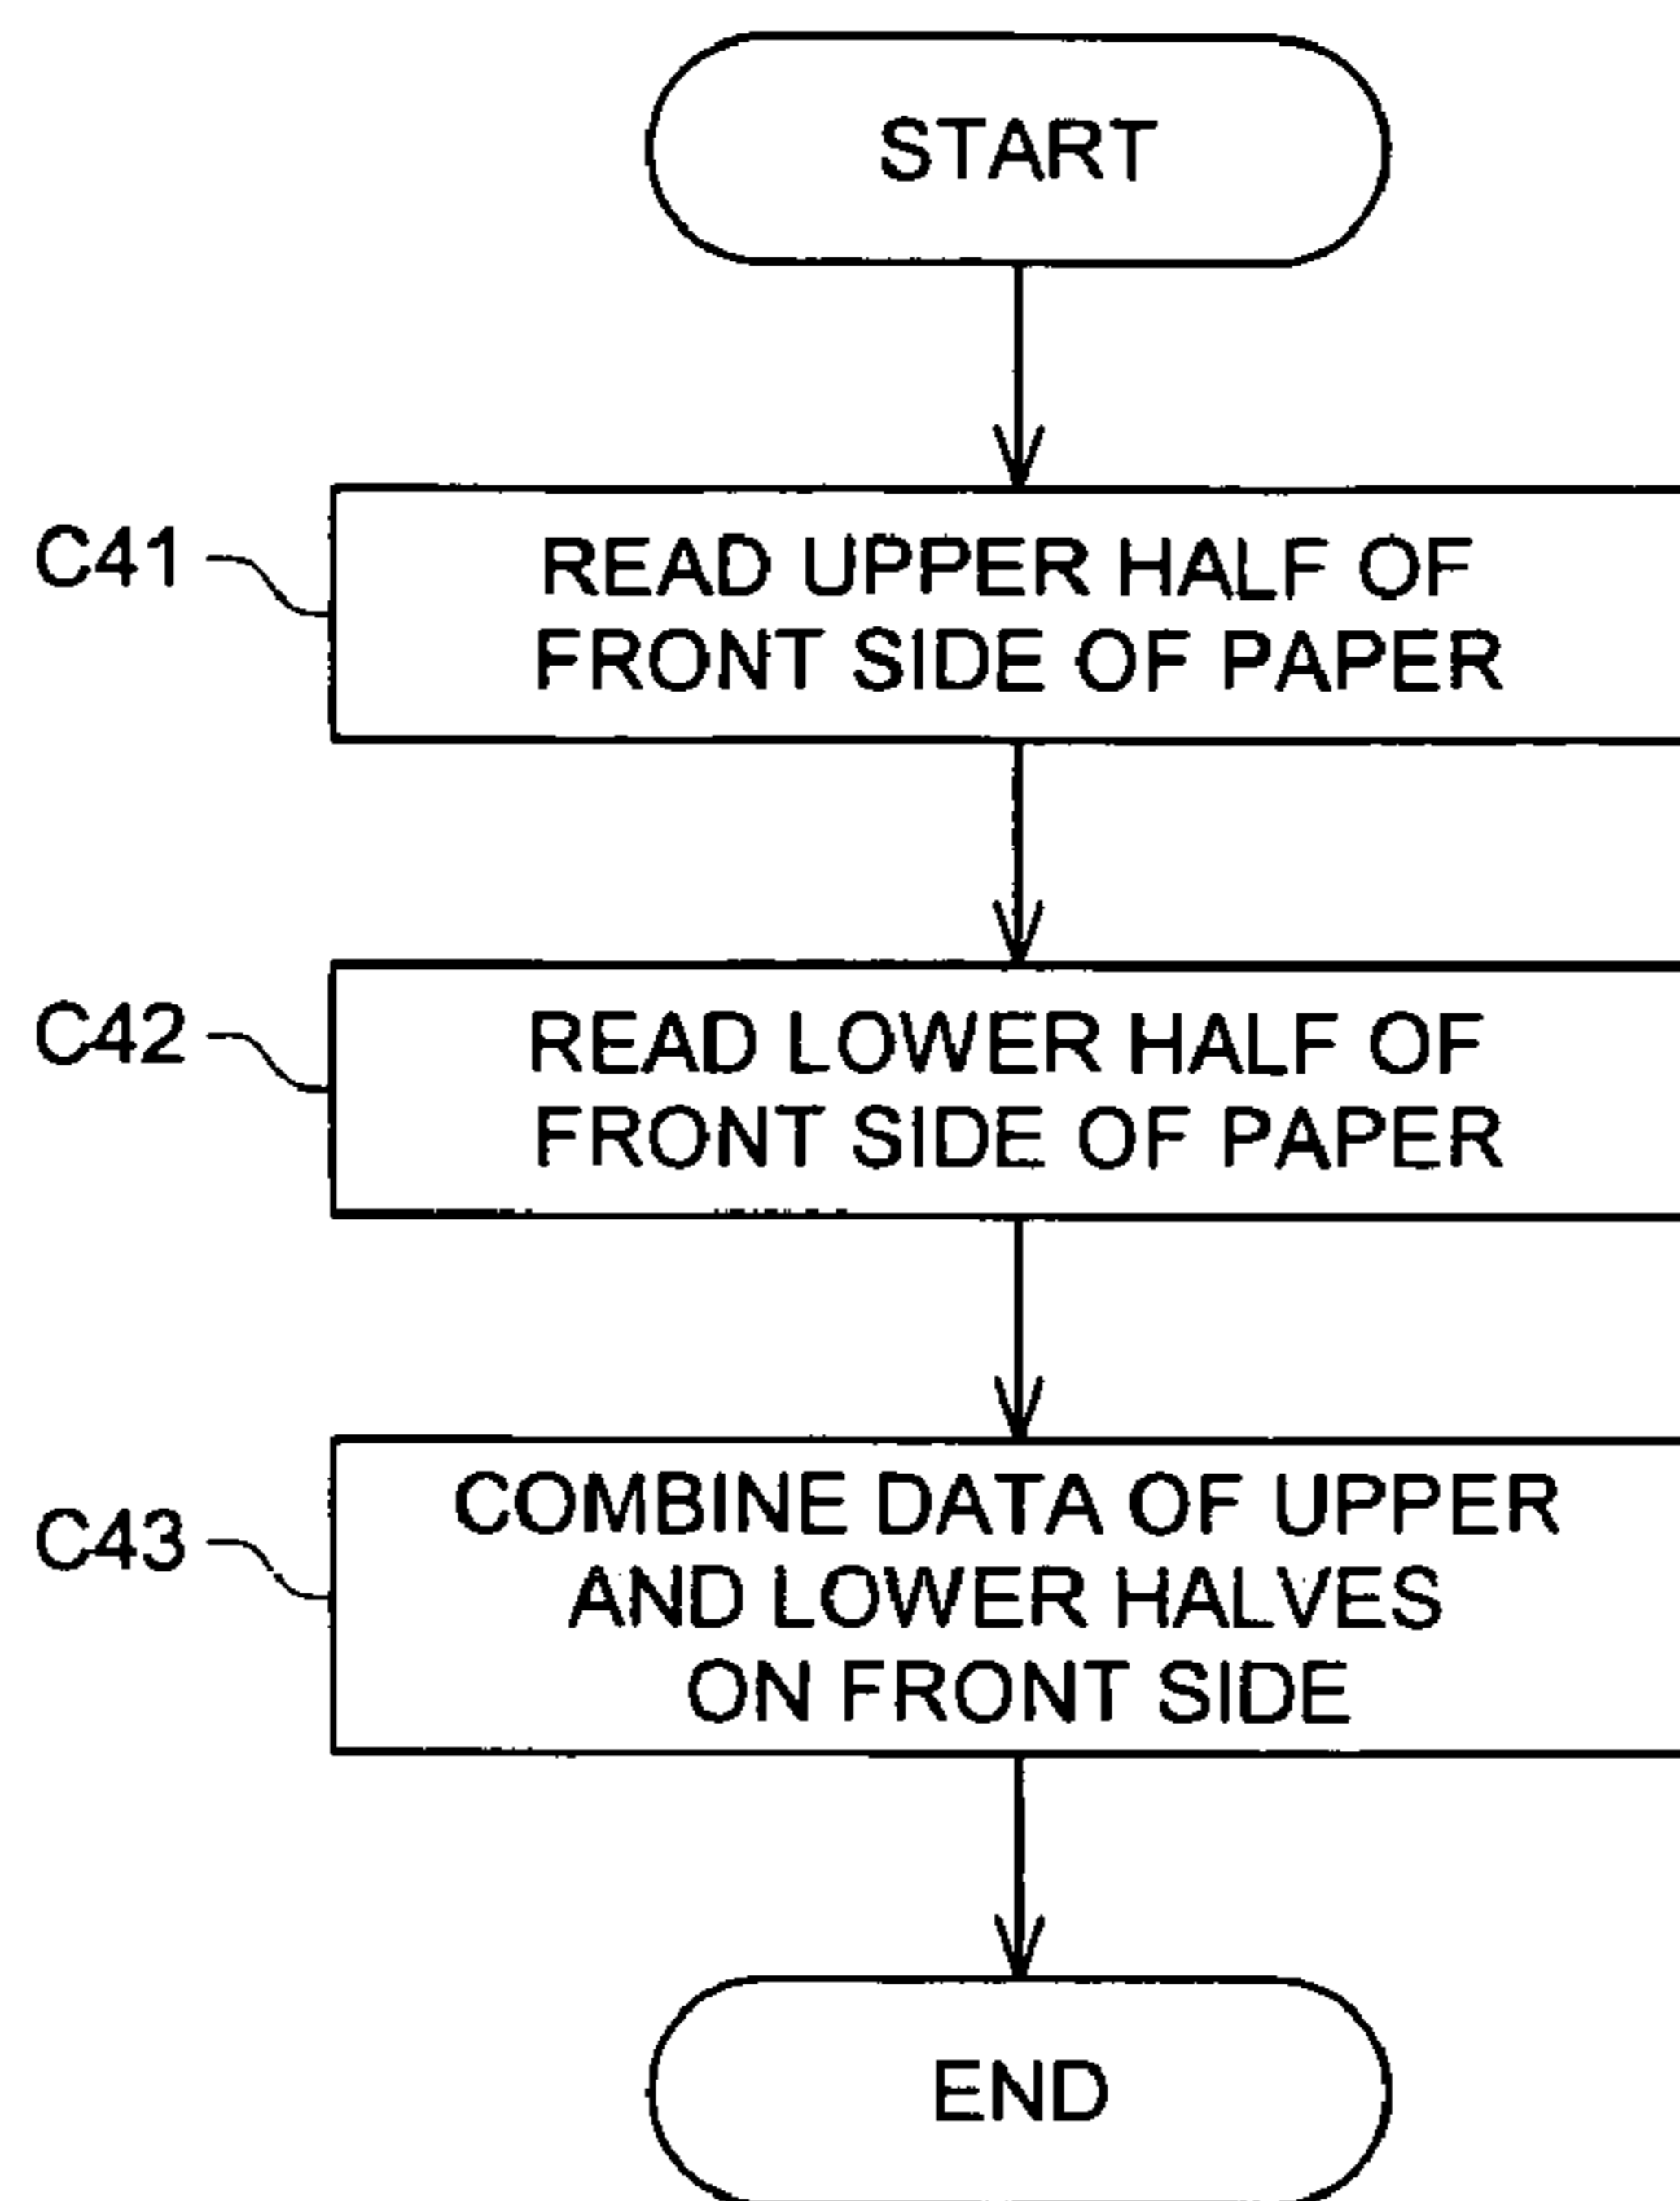 START
C41
READ UPPER HALF OF
FRONT SIDE OF PAPER
C42
READ LOWER HALF OF
FRONT SIDE OF PAPER
C43
COMBINE DATA OF UPPER
AND LOWER HALVES
ON FRONT SIDE
END